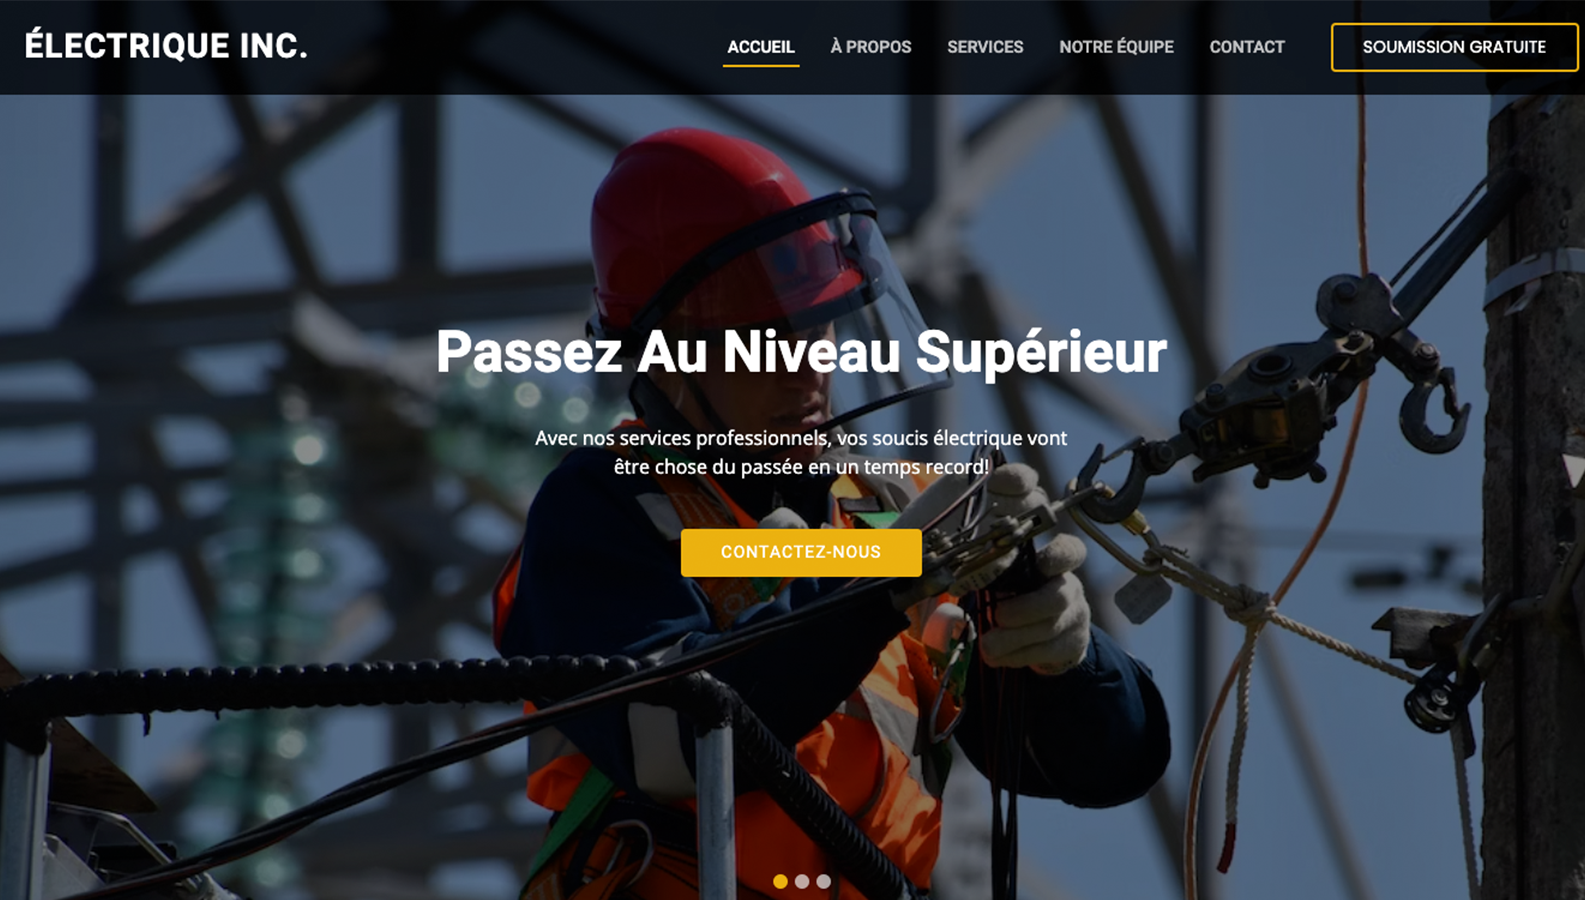 ÉLECTRIQUE INC.
ACCUEIL À PROPOS SERVICES NOTRE ÉQUIPE CONTACT SOUMISSION GRATUITE
Passez Au Niveau Supérieur
Avec nos services professionnels, vos soucis électrique vont
être chose du passée en un temps record!
CONTACTEZ-NOUS